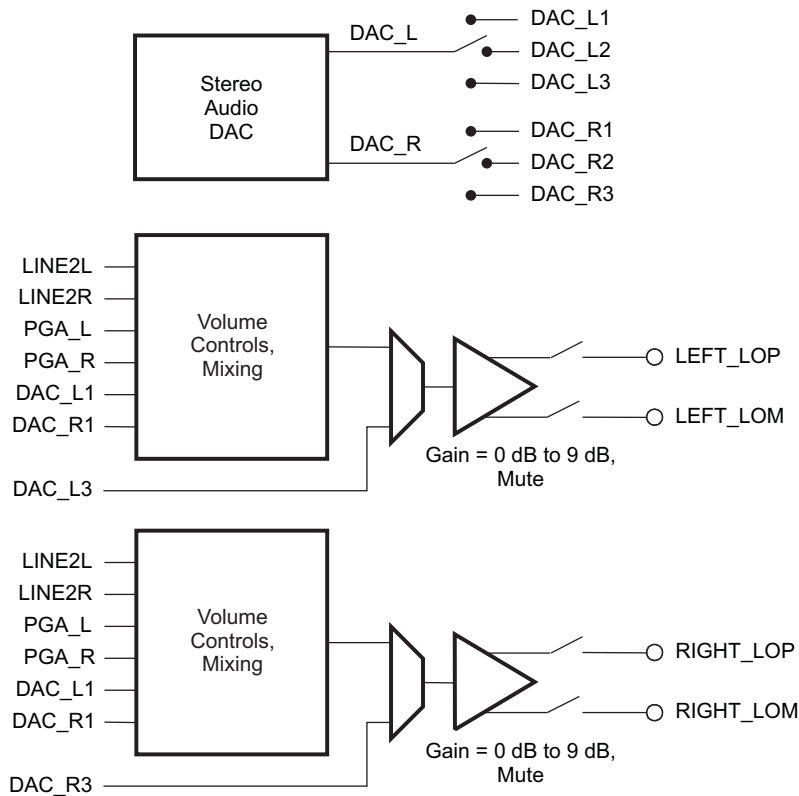 DAC_L
DAC_L1
DAC_L2
DAC_L3
Stereo
Audio
DAC
DAC_R
DAC_R1
DAC_R2
DAC_R3
LINE2L
LINE2R
PGA_L
PGA_R
DAC_L1
DAC_R1
DAC_L3
Volume
Controls,
Mixing
LEFT_LOP
LEFT_LOM
Gain = 0 dB to 9 dB,
Mute
LINE2L
LINE2R
PGA_L
PGA_R
DAC_L1
DAC_R1
DAC_R3
Volume
Controls,
Mixing
RIGHT_LOP
RIGHT_LOM
Gain = 0 dB to 9 dB,
Mute